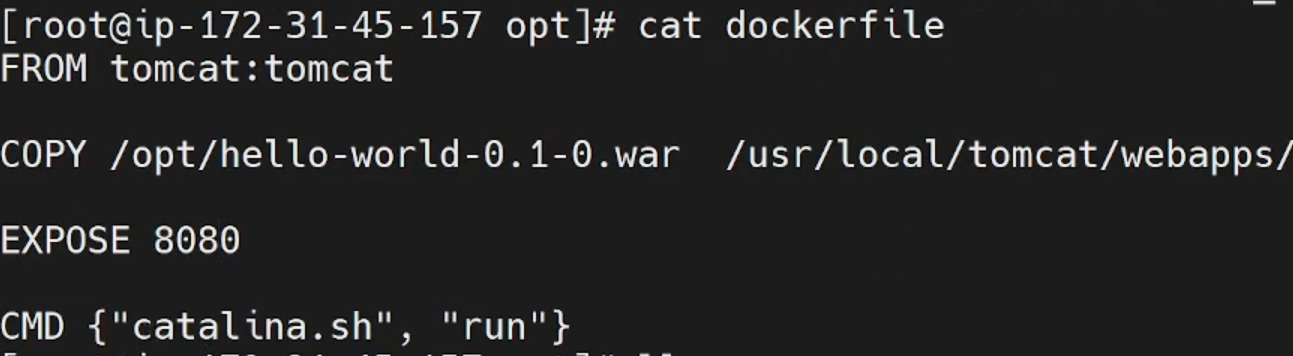 [root@ip-172-31-45-157 opt]# cat dockerfile
FROM tomcat:tomcat
COPY /opt/hello-world-0.1-0.war  /usr/local/tomcat/webapps/
EXPOSE 8080
CMD {"catalina.sh", "run"}